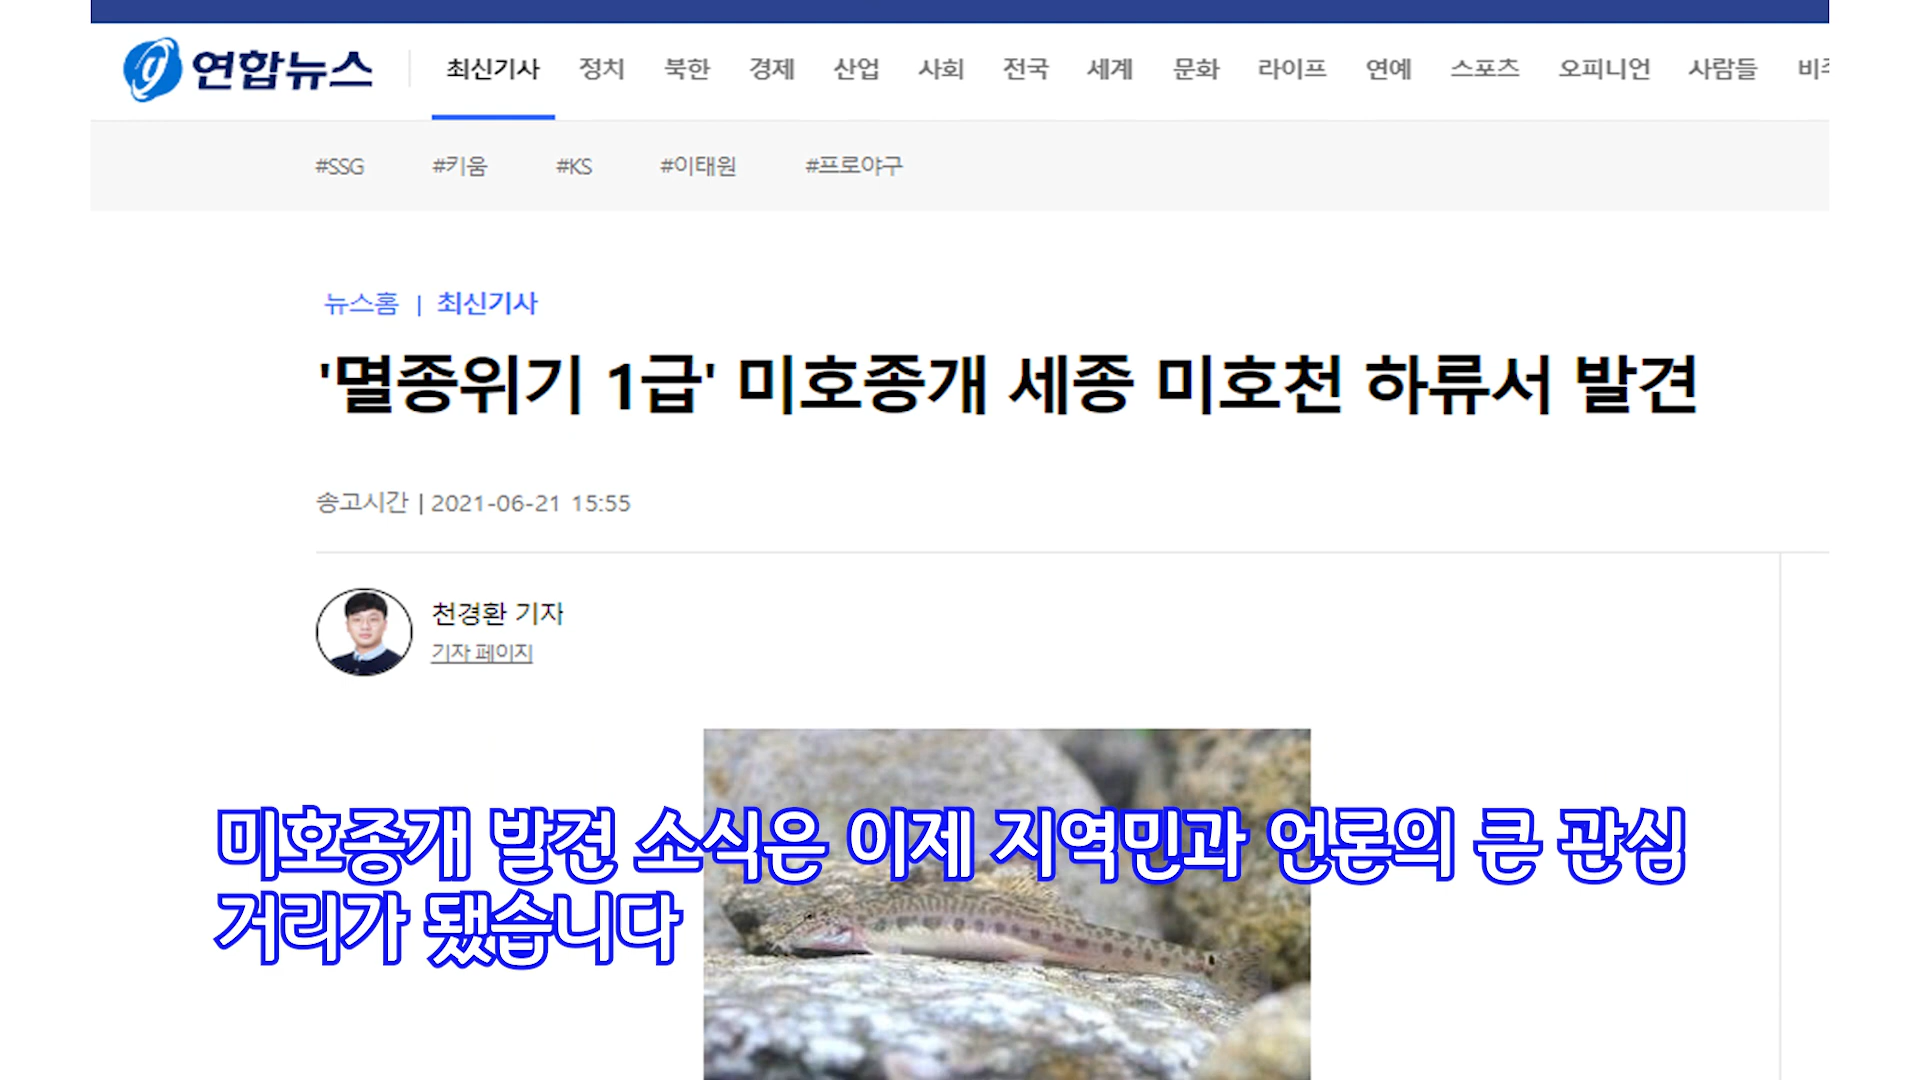 연합뉴스 최신기사 정치 북한 경제 산업 사회 전국 세계 문화 라이프 연예 스포츠 오피니언 사람들
#SSG #키움 #KS #이태원 #프로야구
뉴스홈 | 최신기사
'멸종위기 1급' 미호종개 세종 미호천 하류서 발견
송고시간 | 2021-06-21 15:55
천경환 기자
기자 페이지
미호종개 발견 소식은 이제 지역민과 언론의 큰 관심
거리가 됐습니다